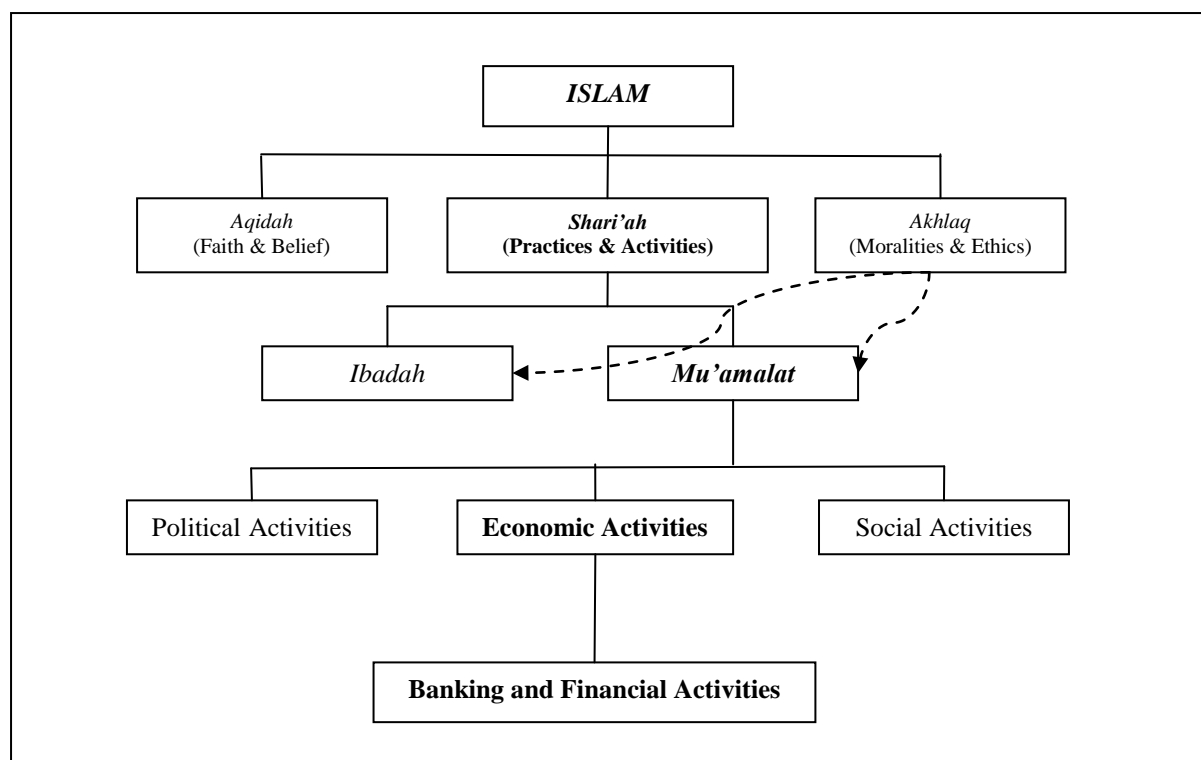 ISLAM
Aqidah
(Faith & Belief)
Shari’ah
(Practices & Activities)
Akhlaq
(Moralities & Ethics)
Ibadah
Mu’amalat
Political Activities
Economic Activities
Social Activities
Banking and Financial Activities